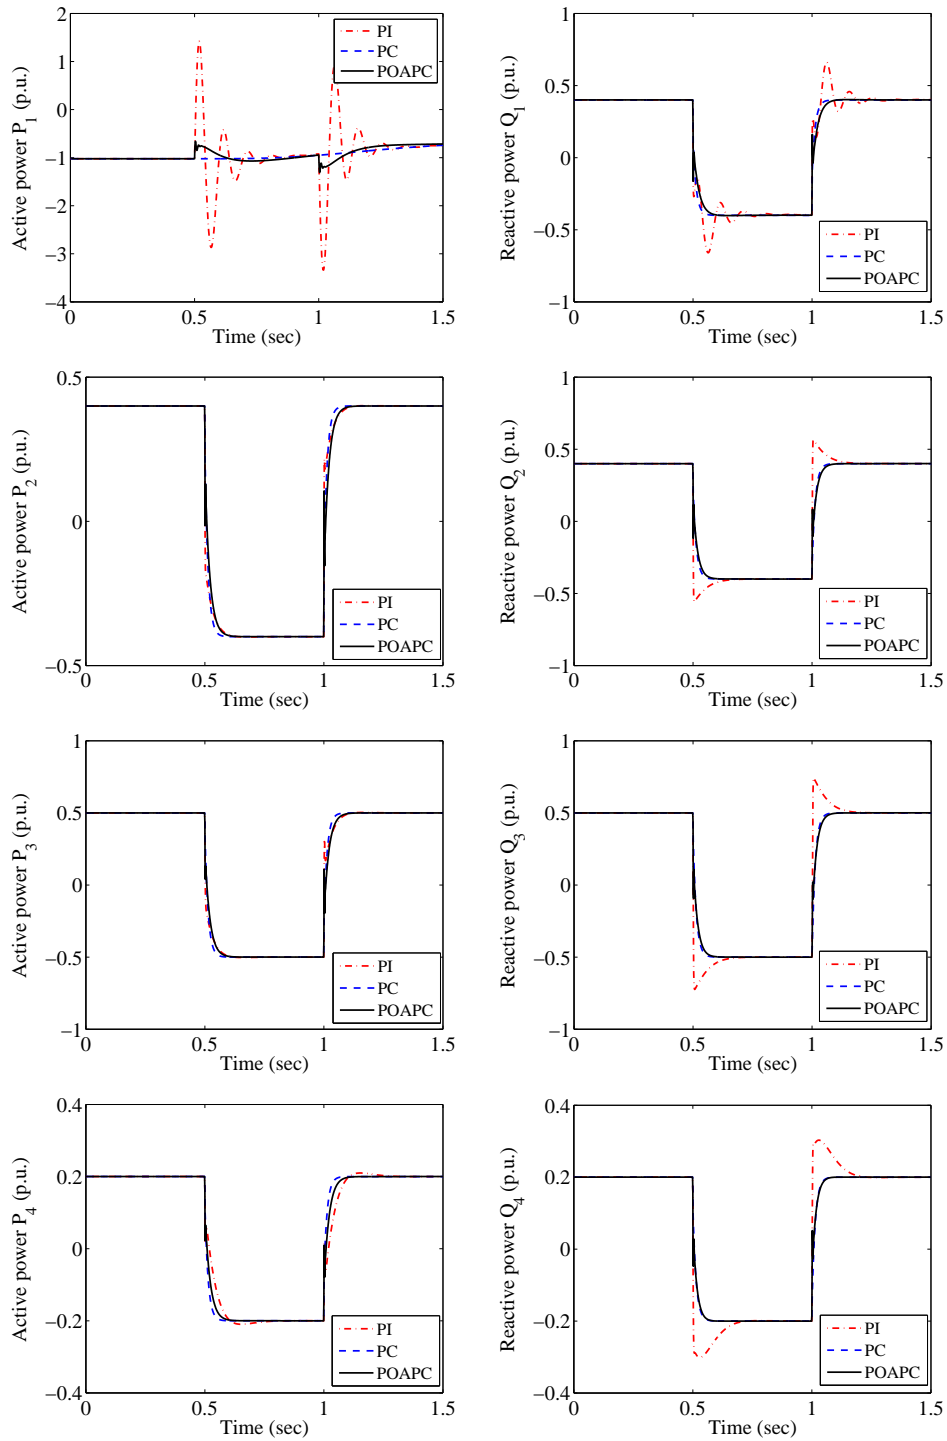 2
1
0
−1
−2
−3
−4
0
0.5
1
1.5
Time (sec)
Active power P1 (p.u.)
PI
PC
POAPC
1
0.5
0
−0.5
−1
0
0.5
1
1.5
Time (sec)
Reactive power Q1 (p.u.)
PI
PC
POAPC
0.5
0
−0.5
0
0.5
1
1.5
Time (sec)
Active power P2 (p.u.)
PI
PC
POAPC
1
0.5
0
−0.5
−1
0
0.5
1
1.5
Time (sec)
Reactive power Q2 (p.u.)
PI
PC
POAPC
1
0.5
0
−0.5
−1
0
0.5
1
1.5
Time (sec)
Active power P3 (p.u.)
PI
PC
POAPC
1
0.5
0
−0.5
−1
0
0.5
1
1.5
Time (sec)
Reactive power Q3 (p.u.)
PI
PC
POAPC
0.4
0.2
0
−0.2
−0.4
0
0.5
1
1.5
Time (sec)
Active power P4 (p.u.)
PI
PC
POAPC
0.4
0.2
0
−0.2
−0.4
0
0.5
1
1.5
Time (sec)
Reactive power Q4 (p.u.)
PI
PC
POAPC